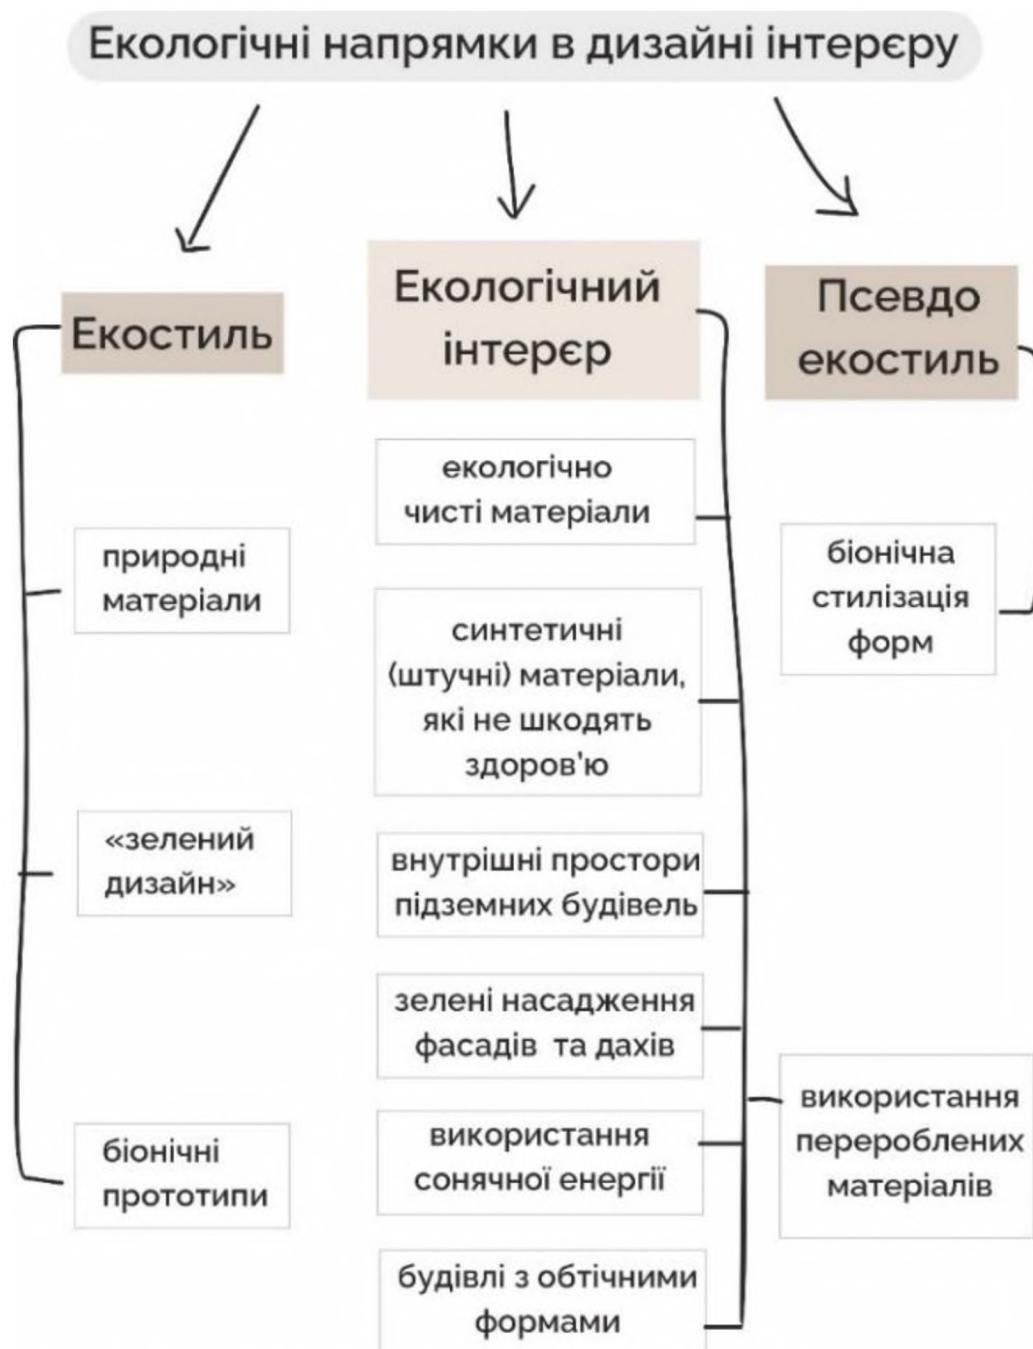 Екологічні напрямки в дизайні інтерєру
Екостиль
природні
матеріали
«зелений
дизайн»
біонічні
прототипи
Екологічний
інтерєр
екологічно
чисті матеріали
синтетичні
(штучні) матеріали,
які не шкодять
здоров'ю
внутрішні простори
підземних будівель
зелені насадження
фасадів та дахів
використання
сонячної енергії
будівлі з обтічними
формами
використання
перероблених
матеріалів
Псевдо
екостиль
біонічна
стилізація
форм